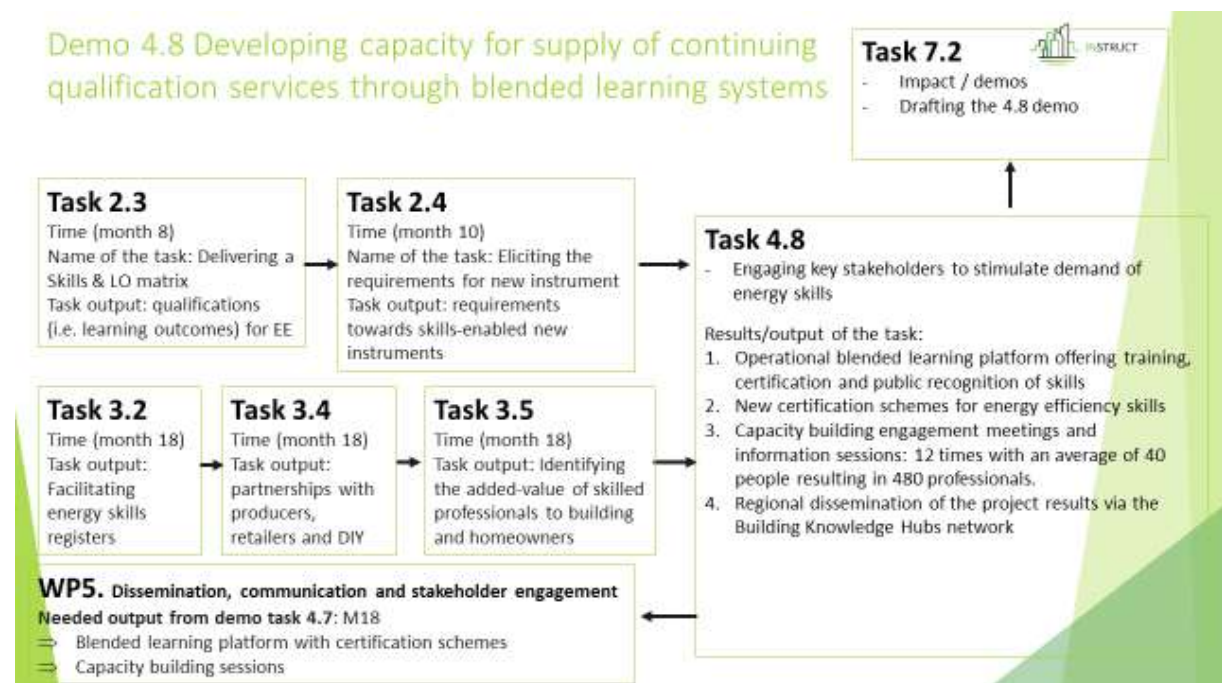 Demo 4.8 Developing capacity for supply of continuing
qualification services through blended learning systems
Task 7.2
- Impact / demos
- Drafting the 4.8 demo
INSTRUCT
Task 2.3
Time (month 8)
Name of the task: Delivering a
Skills & LO matrix
Task output: qualifications
(i.e. learning outcomes) for EE
Task 2.4
Time (month 10)
Name of the task: Eliciting the
requirements for new instrument
Task output: requirements
towards skills-enabled new
instruments
Task 3.2
Time (month 18)
Task output:
Facilitating
energy skills
registers
Task 3.4
Time (month 18)
Task output:
partnerships with
producers,
retailers and DIY
Task 3.5
Time (month 18)
Task output: Identifying
the added-value of skilled
professionals to building
and homeowners
Task 4.8
- Engaging key stakeholders to stimulate demand of
energy skills
Results/output of the task:
1. Operational blended learning platform offering training,
certification and public recognition of skills
2. New certification schemes for energy efficiency skills
3. Capacity building engagement meetings and
information sessions: 12 times with an average of 40
people resulting in 480 professionals.
4. Regional dissemination of the project results via the
Building Knowledge Hubs network
WP5. Dissemination, communication and stakeholder engagement
Needed output from demo task 4.7: M18
⇒ Blended learning platform with certification schemes
⇒ Capacity building sessions